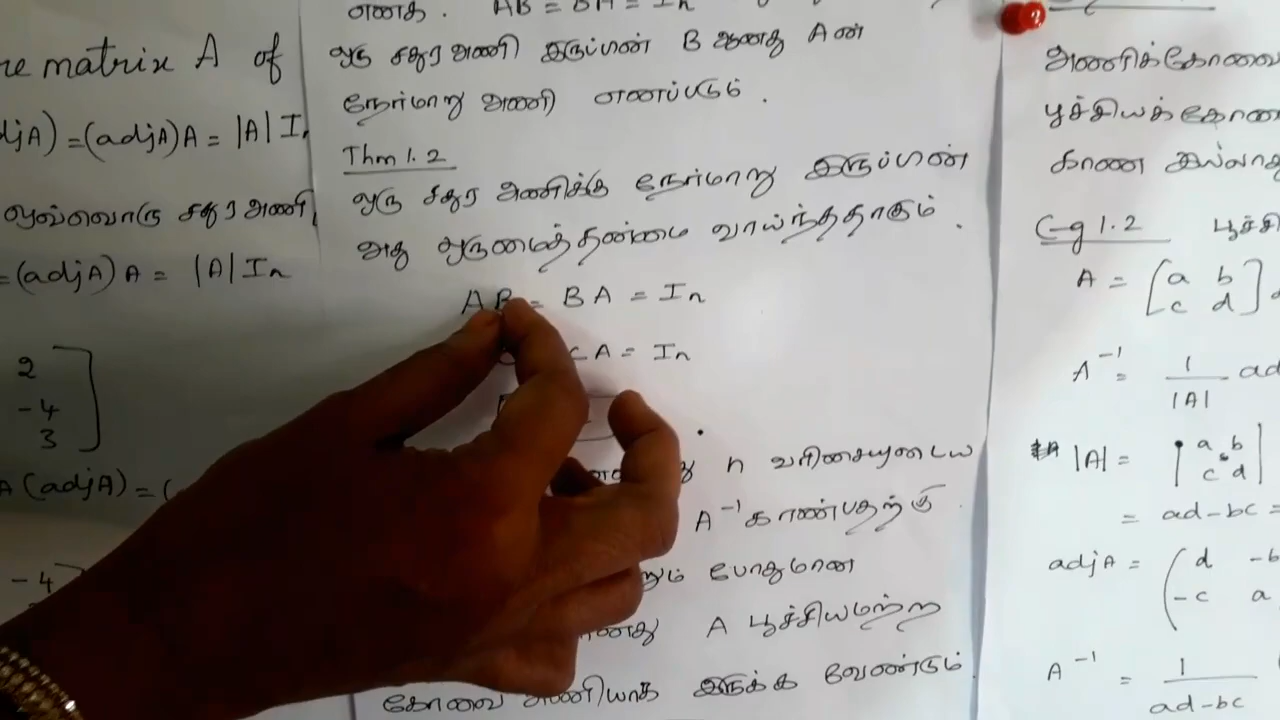 re matrix A of
djA) = (adjA)A = |A| I
ஒவ்வொரு சதுர அணி
= (adjA) A = |A| In
2
-4
3
A (adjA) = (
-4
எனக. AB = BA = In
ஒரு சதுர அணி இருப்பின் B ஆனது A ன்
நேர்மாறு அணி எனப்படும்.
Thm 1.2
ஒரு சதுர அணிக்கு நேர்மாறு இருப்பின்
அது ஒருமைத்தன்மை வாய்ந்ததாகும்.
AB = BA = In
CA = In
n வரிசையுடைய
A⁻¹ காண்பதற்கு
போதுமான
A பூச்சியமற்ற
கோவை அணியாக இருக்க வேண்டும்
அணிக்கோவை
பூச்சியக்கோ
காண இயலாது
E-g 1.2 பூச்சி
A = [a b
c d]
A⁻¹ = 1
|A| ad
|A| = | a b
c d |
= ad - bc =
adjA = ( d -b
-c a
A⁻¹ = 1
ad-bc